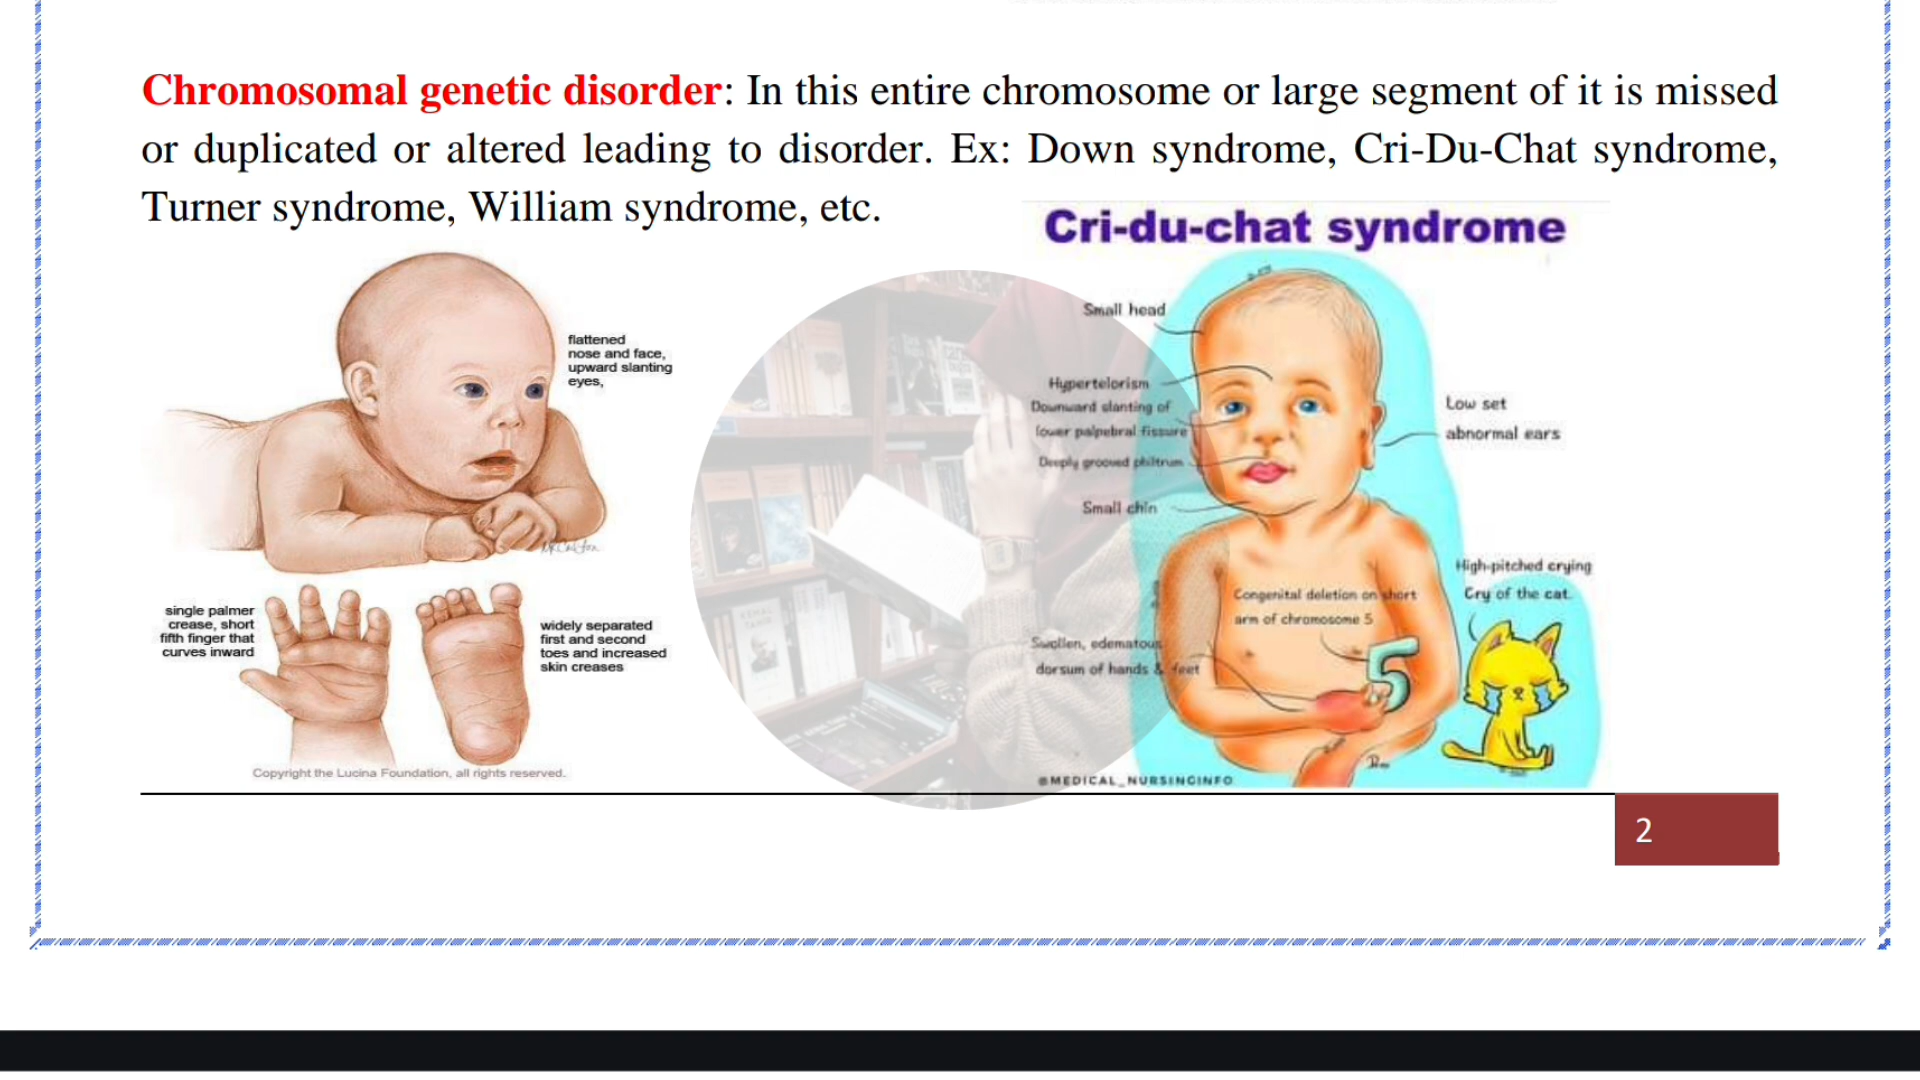 Chromosomal genetic disorder: In this entire chromosome or large segment of it is missed
or duplicated or altered leading to disorder. Ex: Down syndrome, Cri-Du-Chat syndrome,
Turner syndrome, William syndrome, etc.
flattened
nose and face,
upward slanting
eyes,
single palmer
crease, short
fifth finger that
curves inward
widely separated
first and second
toes and increased
skin creases
Copyright the Lucina Foundation, all rights reserved.
Cri-du-chat syndrome
Small head
Hypertelorism
Downward slanting of
lower palpebral fissure
Deeply grooved philtrum
Small chin
Low set
abnormal ears
High-pitched crying
Cry of the cat.
Congenital deletion on short
arm of chromosome 5
Swollen, edematous
dorsum of hands & feet
5
@MEDICAL_NURSINGINFO
2